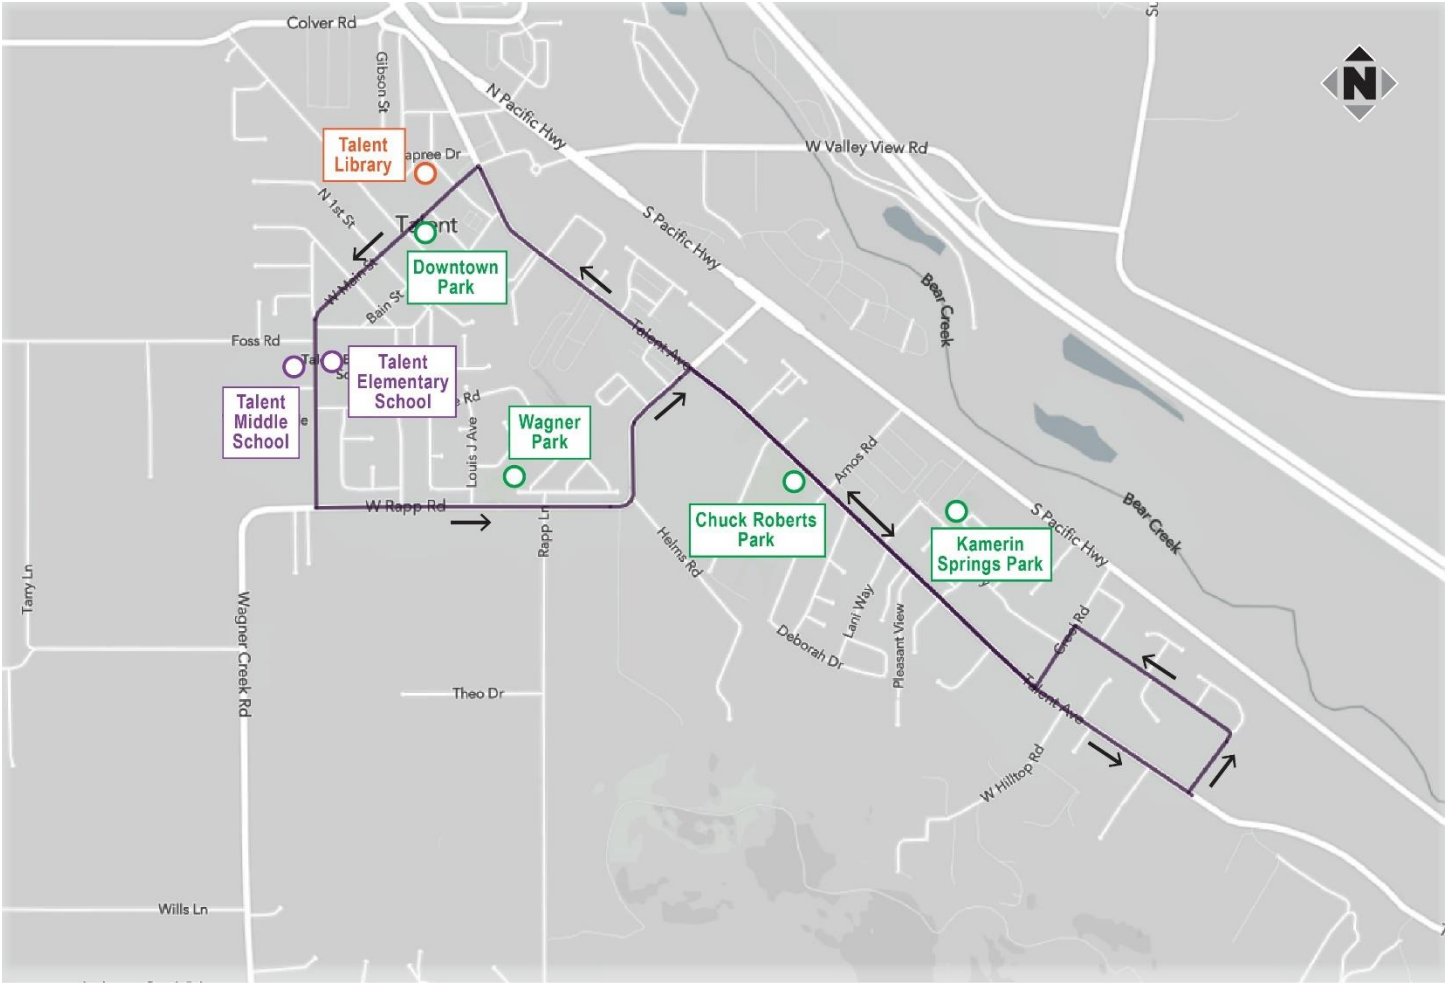 Colver Rd
Gibson St
N Pacific Hwy
N
W Valley View Rd
Talent
Library
apree Dr
N 1st St
Talent
S Pacific Hwy
Downtown
Park
W Main St
Bain St
Bear Creek
Foss Rd
Talent Ave
Talent
Elementary
School
Talent
Middle
School
e Rd
Louis J Ave
Wagner
Park
Arnos Rd
W Rapp Rd
Rapp Ln
Chuck Roberts
Park
Kamerin
Springs Park
S Pacific Hwy
Bear Creek
Helms Rd
Tarry Ln
Wagner Creek Rd
Lani Way
Pleasant View
Deborah Dr
Creel Rd
Theo Dr
Talent Ave
W Hilltop Rd
Wills Ln